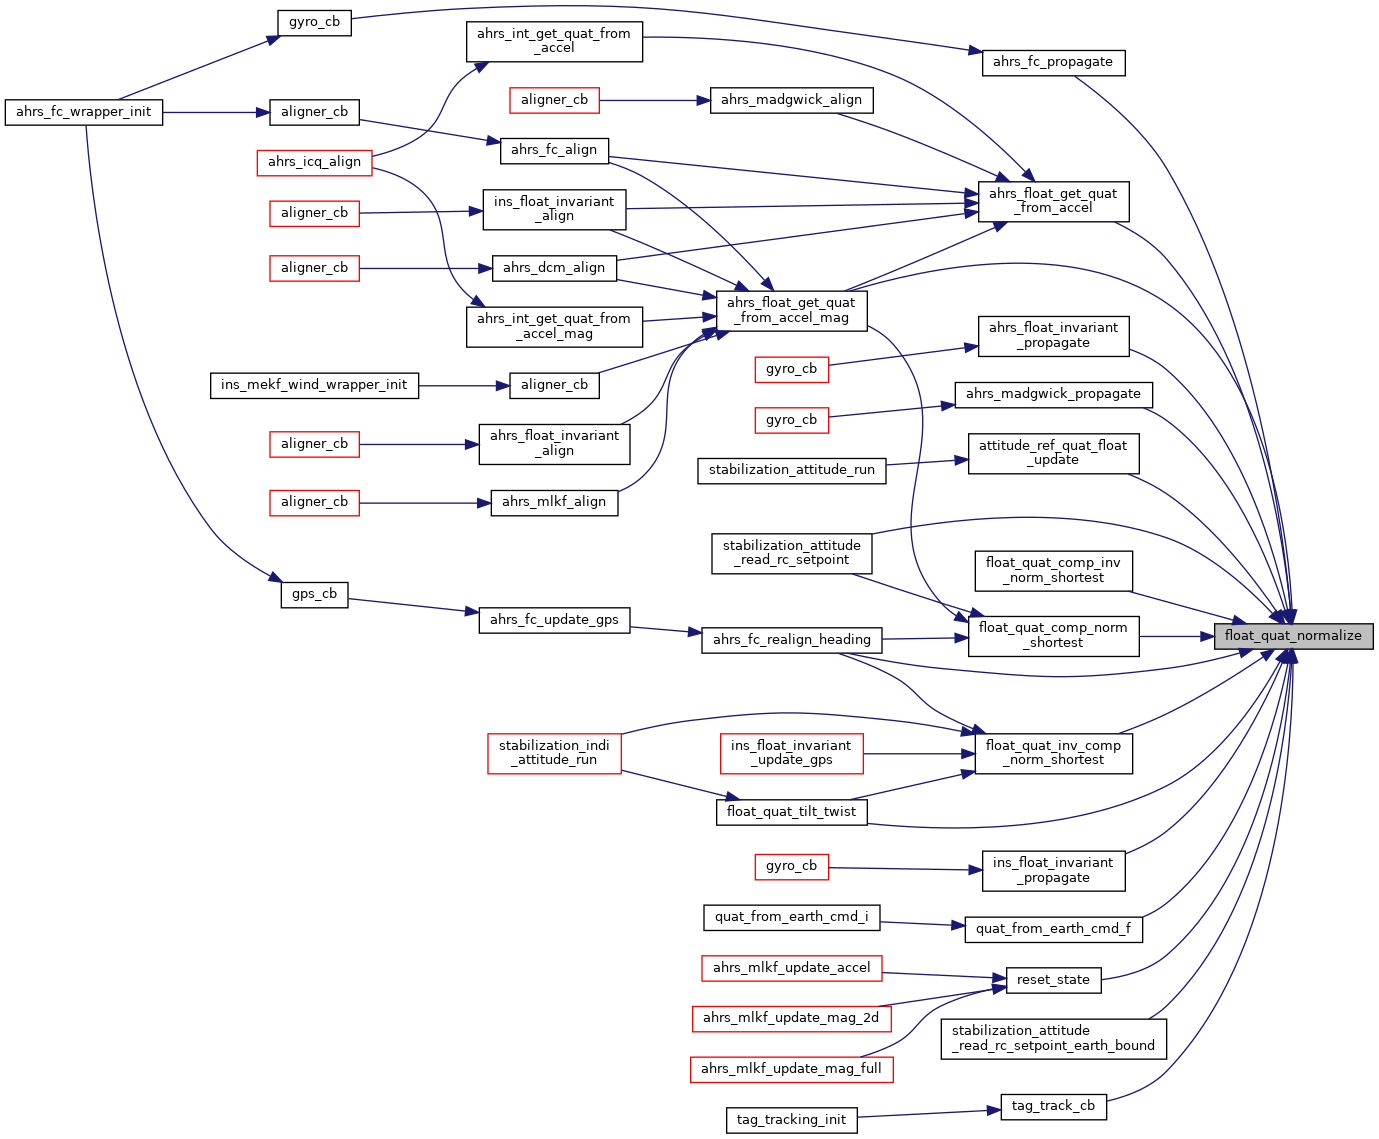 gyro_cb
ahrs_int_get_quat_from
_accel
ahrs_fc_propagate
aligner_cb
ahrs_madgwick_align
ahrs_fc_wrapper_init
aligner_cb
ahrs_fc_align
ahrs_icq_align
ahrs_float_get_quat
_from_accel
aligner_cb
ins_float_invariant
_align
aligner_cb
ahrs_dcm_align
ahrs_float_get_quat
_from_accel_mag
ahrs_int_get_quat_from
_accel_mag
ahrs_float_invariant
_propagate
gyro_cb
ins_mekf_wind_wrapper_init
aligner_cb
ahrs_madgwick_propagate
gyro_cb
aligner_cb
ahrs_float_invariant
_align
attitude_ref_quat_float
_update
stabilization_attitude_run
aligner_cb
ahrs_mlkf_align
stabilization_attitude
_read_rc_setpoint
float_quat_comp_inv
_norm_shortest
gps_cb
ahrs_fc_update_gps
ahrs_fc_realign_heading
float_quat_comp_norm
_shortest
float_quat_normalize
stabilization_indi
_attitude_run
ins_float_invariant
_update_gps
float_quat_inv_comp
_norm_shortest
float_quat_tilt_twist
gyro_cb
ins_float_invariant
_propagate
quat_from_earth_cmd_i
quat_from_earth_cmd_f
ahrs_mlkf_update_accel
reset_state
ahrs_mlkf_update_mag_2d
stabilization_attitude
_read_rc_setpoint_earth_bound
ahrs_mlkf_update_mag_full
tag_track_cb
tag_tracking_init